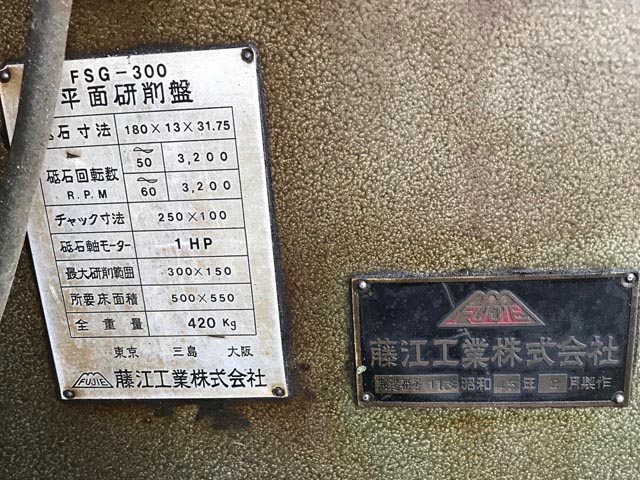 FSG-300
平面研削盤
石寸法 180×13×31.75
砥石回転数 R.P.M
～50 3,200
～60 3,200
チャック寸法 250×100
砥石軸モーター 1HP
最大研削範囲 300×150
所要床面積 500×550
全重量 420Kg
東京 三島 大阪
FUJIE 藤江工業株式会社
FUJIE
藤江工業株式会社
昭和 45 年 月製作